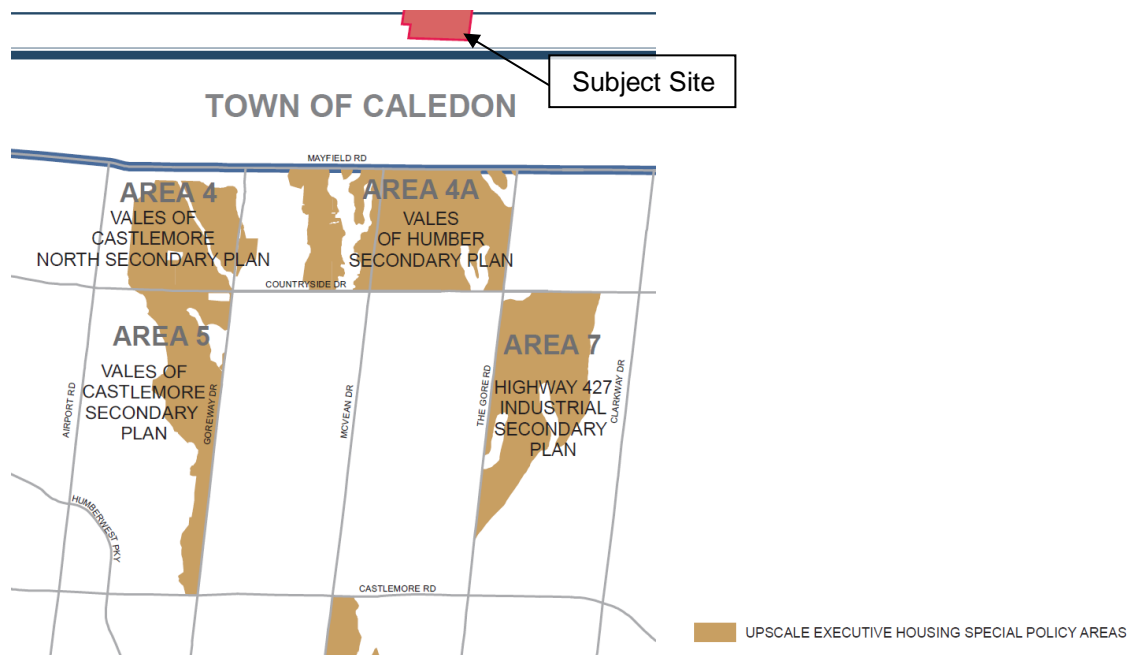 Subject Site
TOWN OF CALEDON
MAYFIELD RD
AREA 4
VALES OF
CASTLEMORE
NORTH SECONDARY PLAN
AREA 4A
VALES
OF HUMBER
SECONDARY PLAN
COUNTRYSIDE DR
AREA 5
VALES OF
CASTLEMORE
SECONDARY
PLAN
AREA 7
HIGHWAY 427
INDUSTRIAL
SECONDARY
PLAN
AIRPORT RD
GOREWAY DR
MCVEAN DR
THE GORE RD
CLARKWAY DR
HUMBERWEST PKY
CASTLEMORE RD
UPSCALE EXECUTIVE HOUSING SPECIAL POLICY AREAS